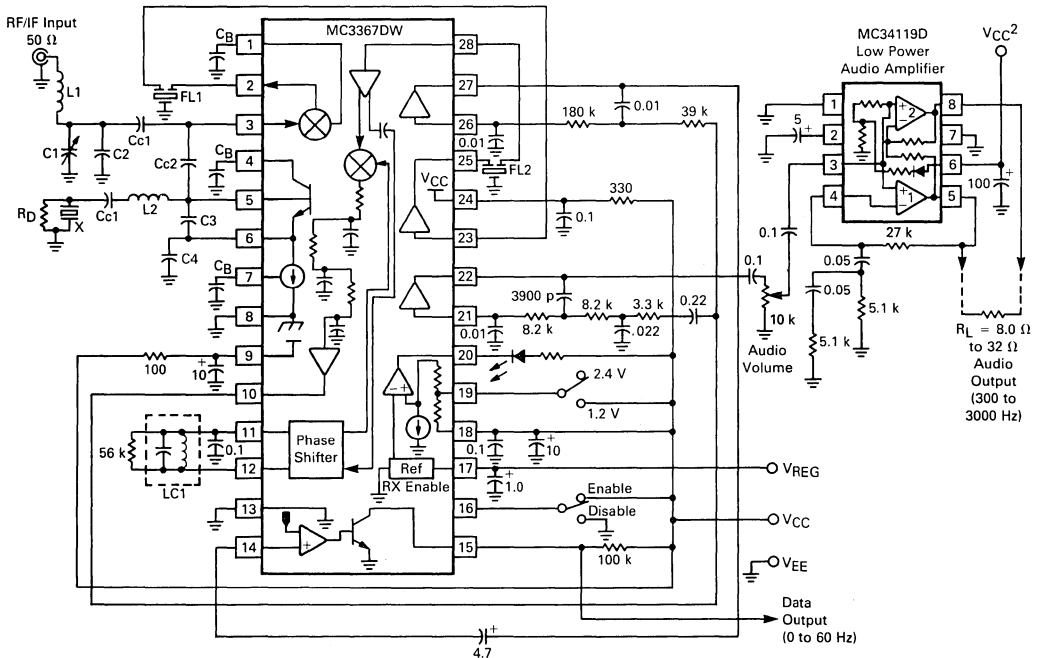 RF/IF Input
50 Ω
L1
C1
C2
Cc1
Cc2
RD
X
Cc1
L2
C3
C4
FL1
CB
CB
CB
MC3367DW
1
2
3
4
5
6
7
8
9
10
11
12
13
14
28
27
26
25
24
23
22
21
20
19
18
17
16
15
100
+
10
56 k
LC1
0.1
Phase
Shifter
- +
Ref
RX Enable
+
0.01
FL2
VCC
180 k
0.01
39 k
0.1
330
3900 p
0.01
8.2 k
8.2 k
.022
3.3 k
0.22
2.4 V
1.2 V
0.1
+
10
+
1.0
Enable
Disable
100 k
4.7
+
VREG
VCC
VEE
Data
Output
(0 to 60 Hz)
0.1
10 k
Audio
Volume
VCC2
MC34119D
Low Power
Audio Amplifier
1
2
3
4
8
7
6
5
+
-
2
+
-
1
5
+
0.1
100
+
27 k
0.05
0.05
5.1 k
5.1 k
RL = 8.0 Ω
to 32 Ω
Audio
Output
(300 to
3000 Hz)